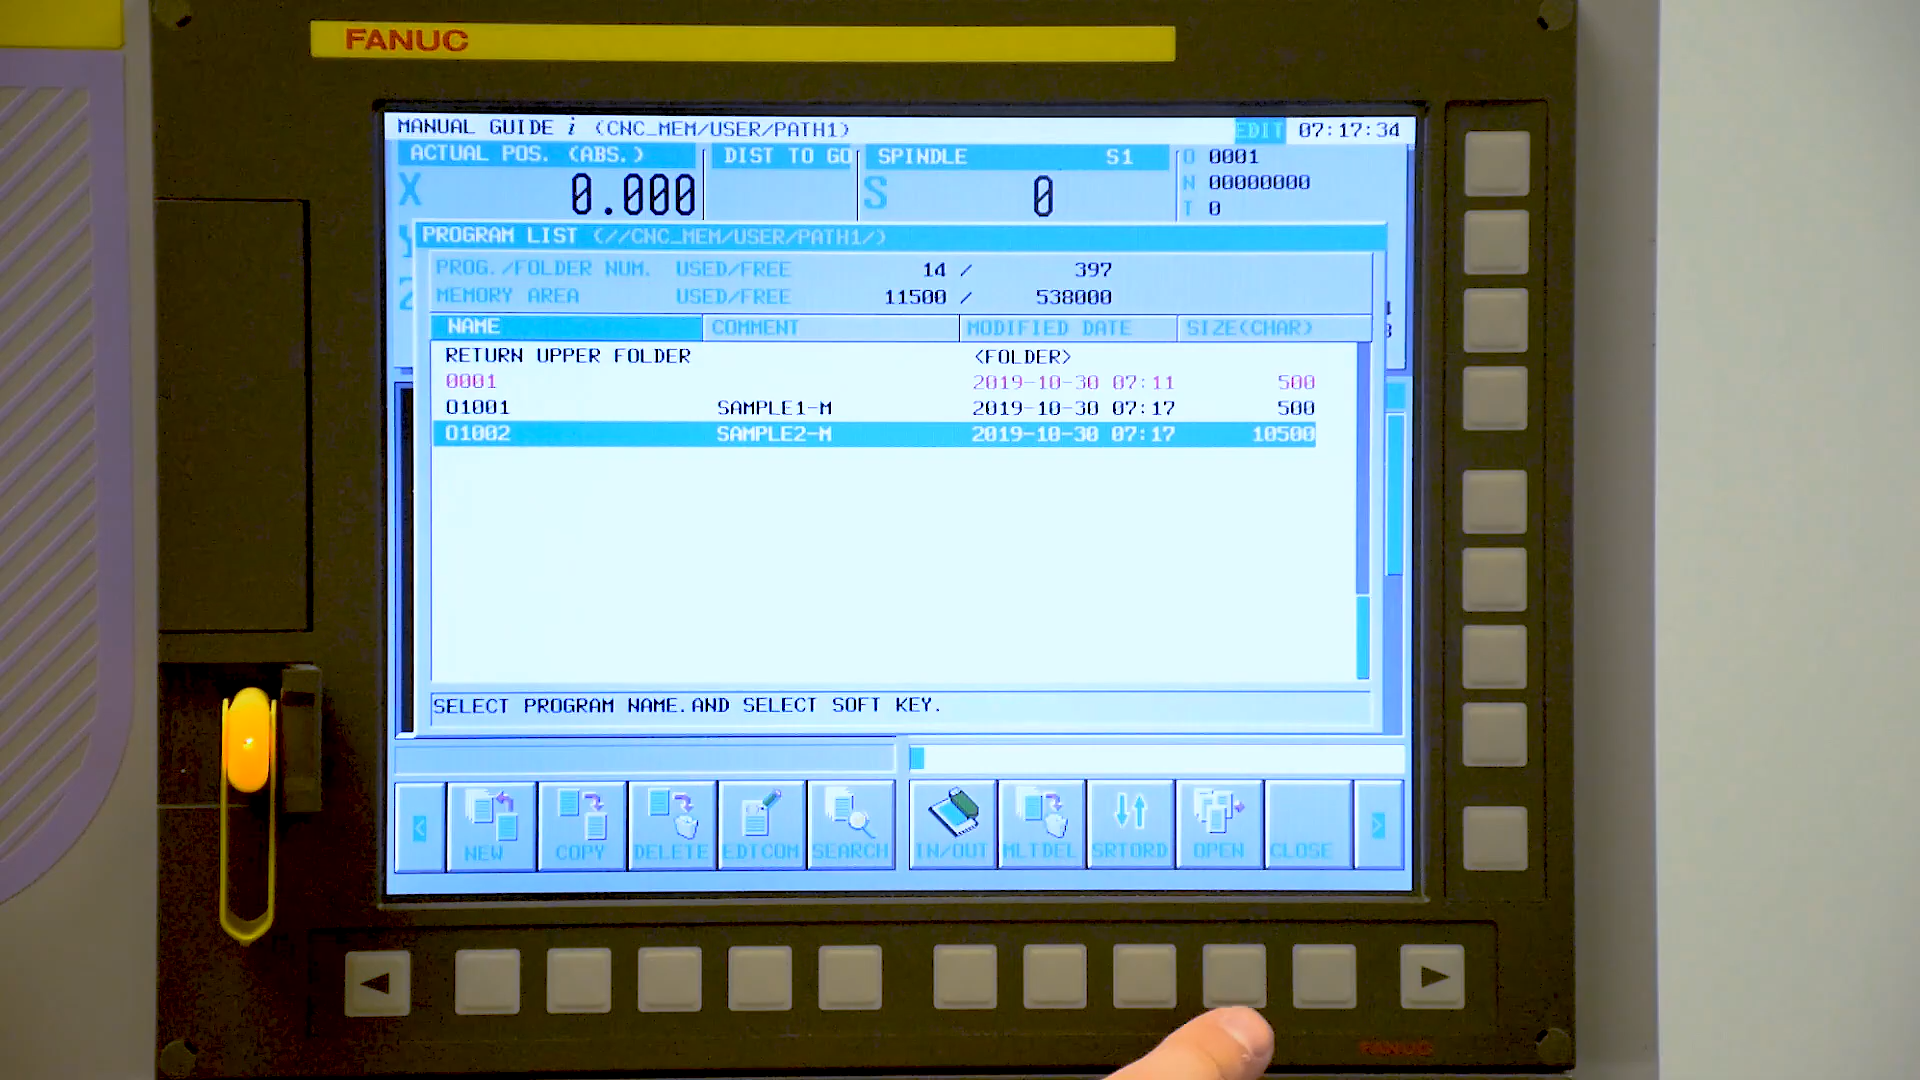 FANUC
MANUAL GUIDE i (CNC_MEM/USER/PATH1) EDIT 07:17:34
ACTUAL POS. (ABS.) DIST TO GO SPINDLE S1 O 0001
X 0.000 S 0 N 00000000
T 0
PROGRAM LIST (//CNC_MEM/USER/PATH1/)
PROG./FOLDER NUM. USED/FREE 14 / 397
MEMORY AREA USED/FREE 11500 / 538000
NAME COMMENT MODIFIED DATE SIZE(CHAR)
RETURN UPPER FOLDER <FOLDER>
0001 2019-10-30 07:11 500
O1001 SAMPLE1-M 2019-10-30 07:17 500
O1002 SAMPLE2-M 2019-10-30 07:17 10500
SELECT PROGRAM NAME.AND SELECT SOFT KEY.
< NEW COPY DELETE EDTCOM SEARCH IN/OUT MLTDEL SRTORD OPEN CLOSE >
FANUC